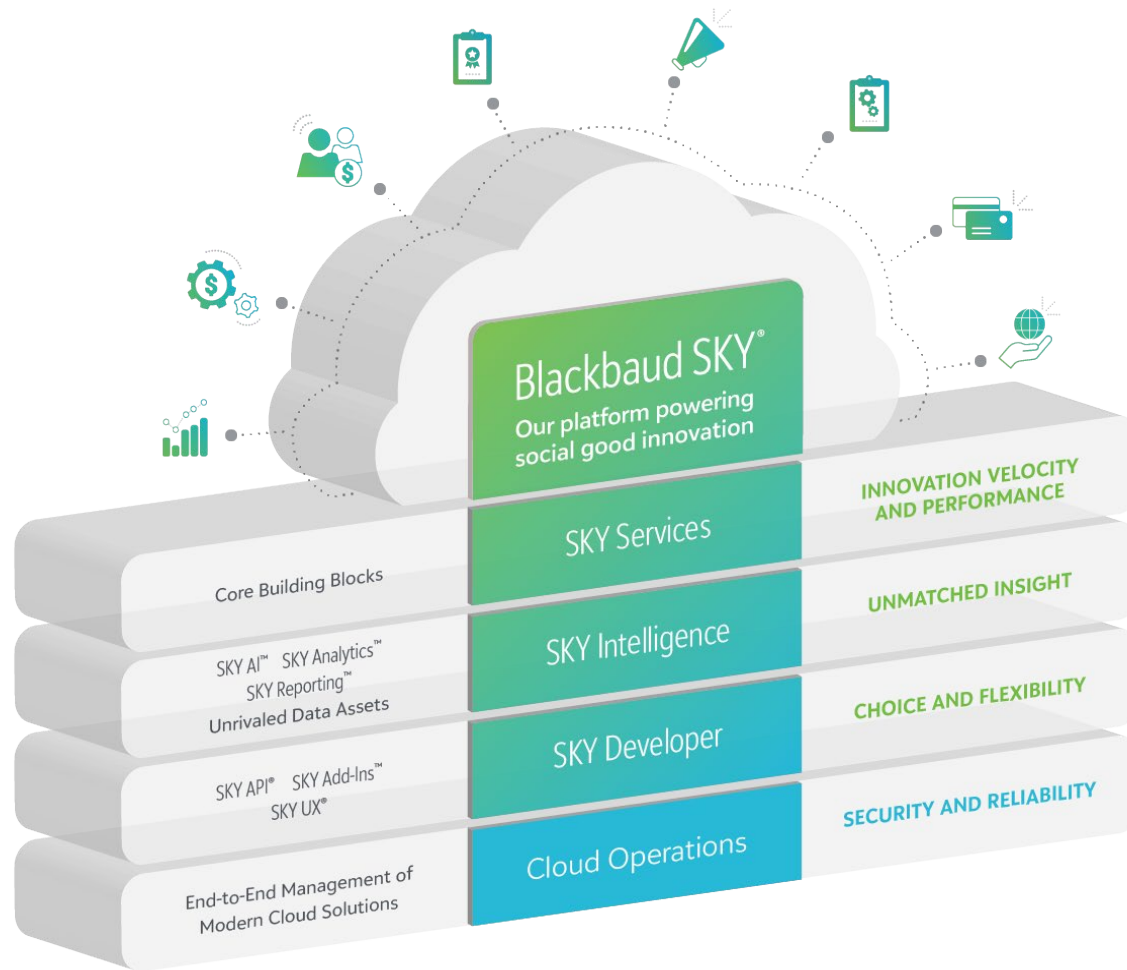 Blackbaud SKY®
Our platform powering
social good innovation
Core Building Blocks
SKY Services
INNOVATION VELOCITY
AND PERFORMANCE
SKY AI™ SKY Analytics™
SKY Reporting™
Unrivaled Data Assets
SKY Intelligence
UNMATCHED INSIGHT
SKY API® SKY Add-Ins™
SKY UX®
SKY Developer
CHOICE AND FLEXIBILITY
End-to-End Management of
Modern Cloud Solutions
Cloud Operations
SECURITY AND RELIABILITY
$
$